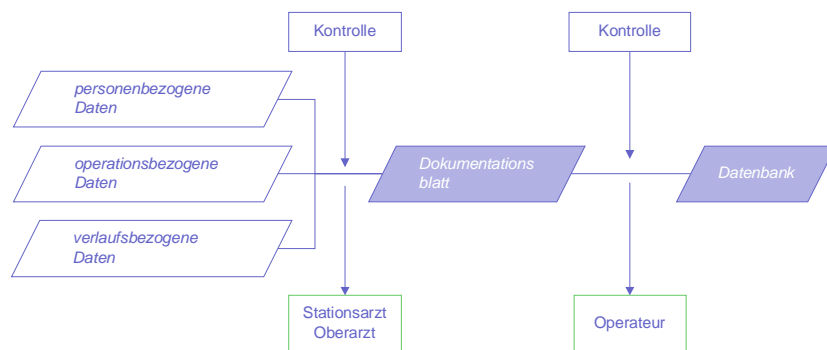 Kontrolle
Kontrolle
personenbezogene
Daten
operationsbezogene
Daten
Dokumentations
blatt
Datenbank
verlaufsbezogene
Daten
Stationsarzt
Oberarzt
Operateur